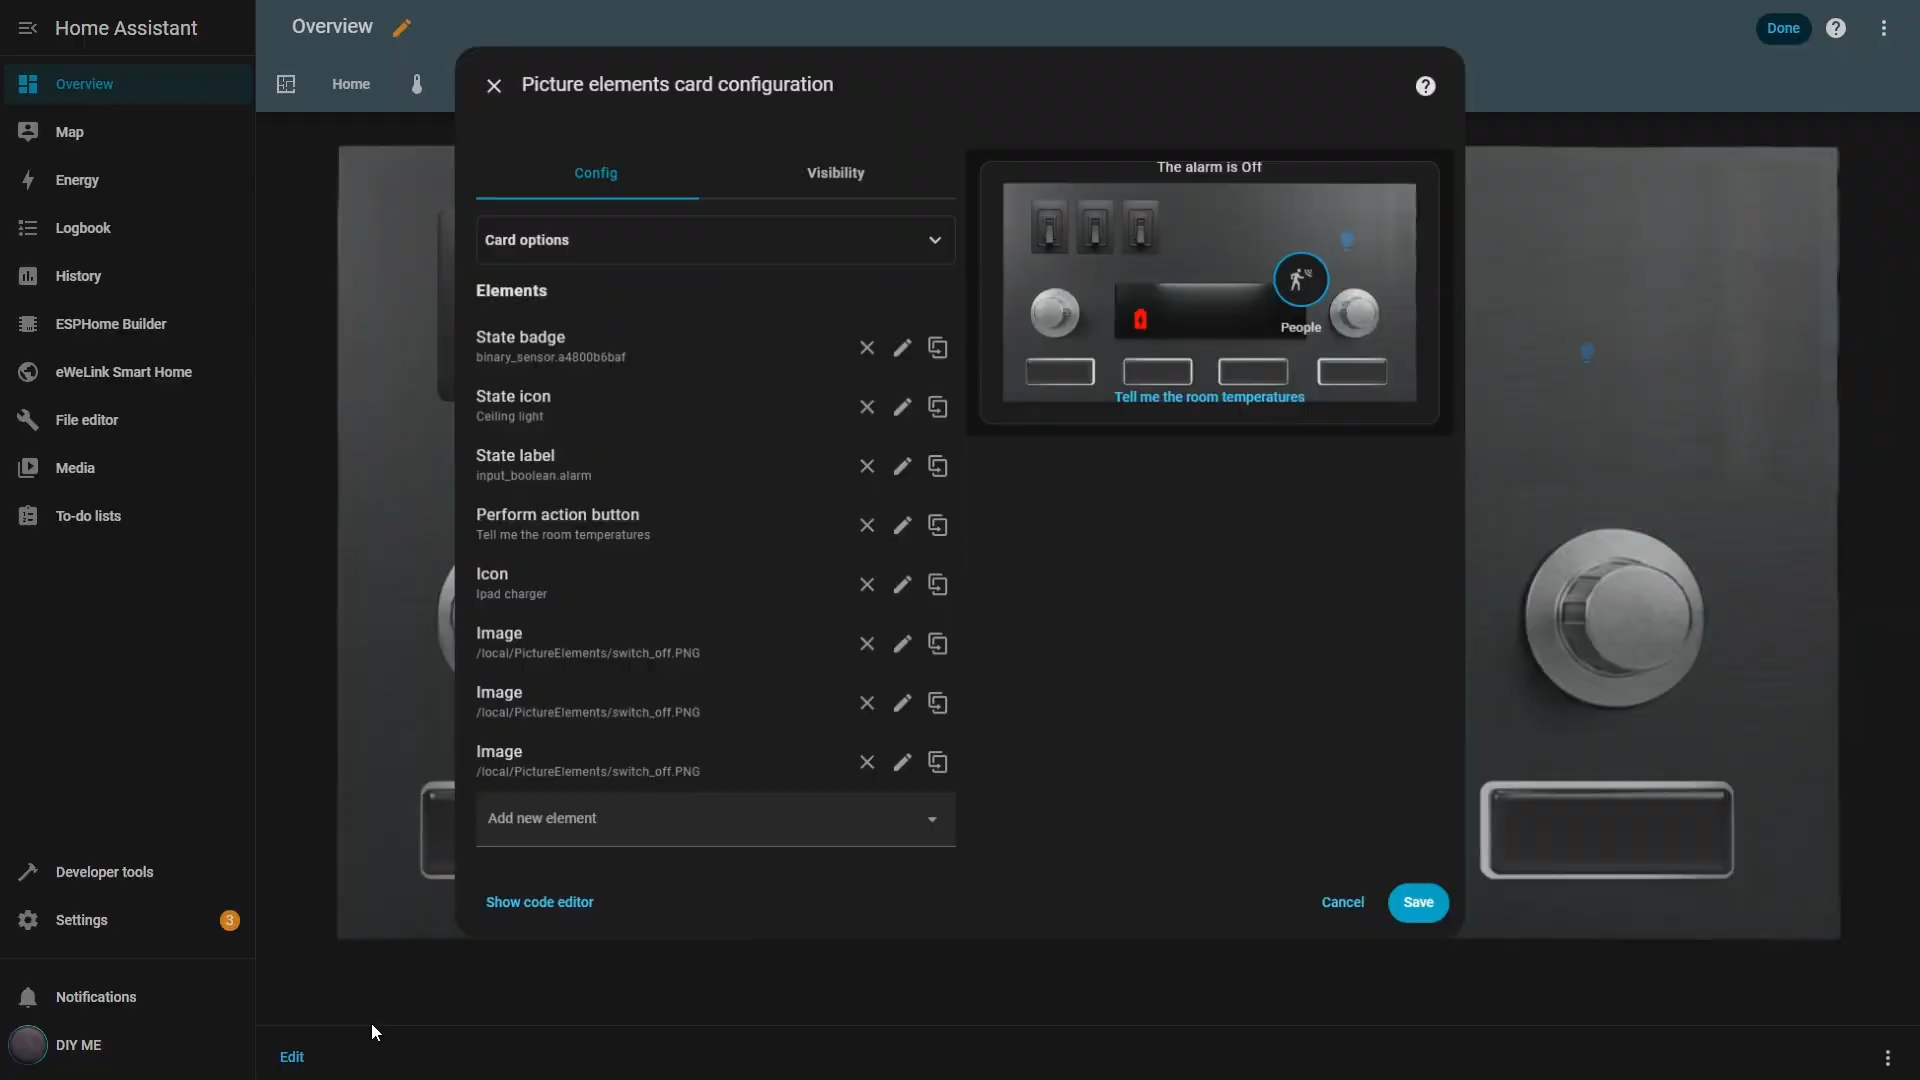 Home Assistant
Overview
Map
Energy
Logbook
History
ESPHome Builder
eWeLink Smart Home
File editor
Media
To-do lists
Developer tools
Settings
3
Notifications
DIY ME
Overview
Done
Home
Picture elements card configuration
Config
Visibility
Card options
Elements
State badge
binary_sensor.a4800b6baf
State icon
Ceiling light
State label
input_boolean.alarm
Perform action button
Tell me the room temperatures
Icon
Ipad charger
Image
/local/PictureElements/switch_off.PNG
Image
/local/PictureElements/switch_off.PNG
Image
/local/PictureElements/switch_off.PNG
Add new element
Show code editor
The alarm is Off
People
Tell me the room temperatures
Cancel
Save
Edit